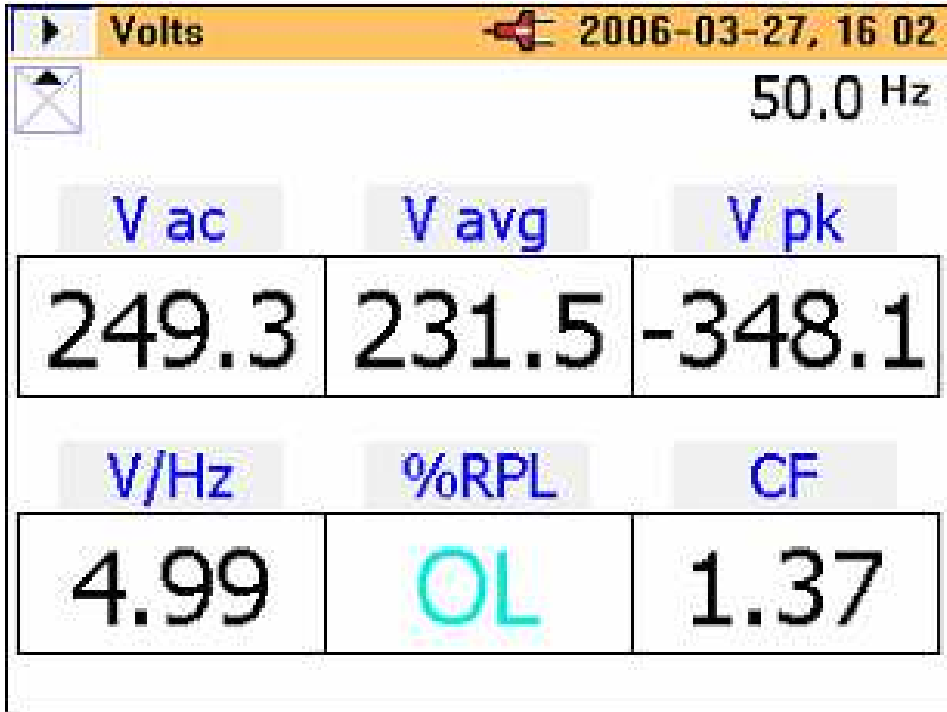 Volts 2006-03-27, 16 02
50.0 Hz
V ac V avg V pk
249.3 231.5 -348.1
V/Hz %RPL CF
4.99 OL 1.37